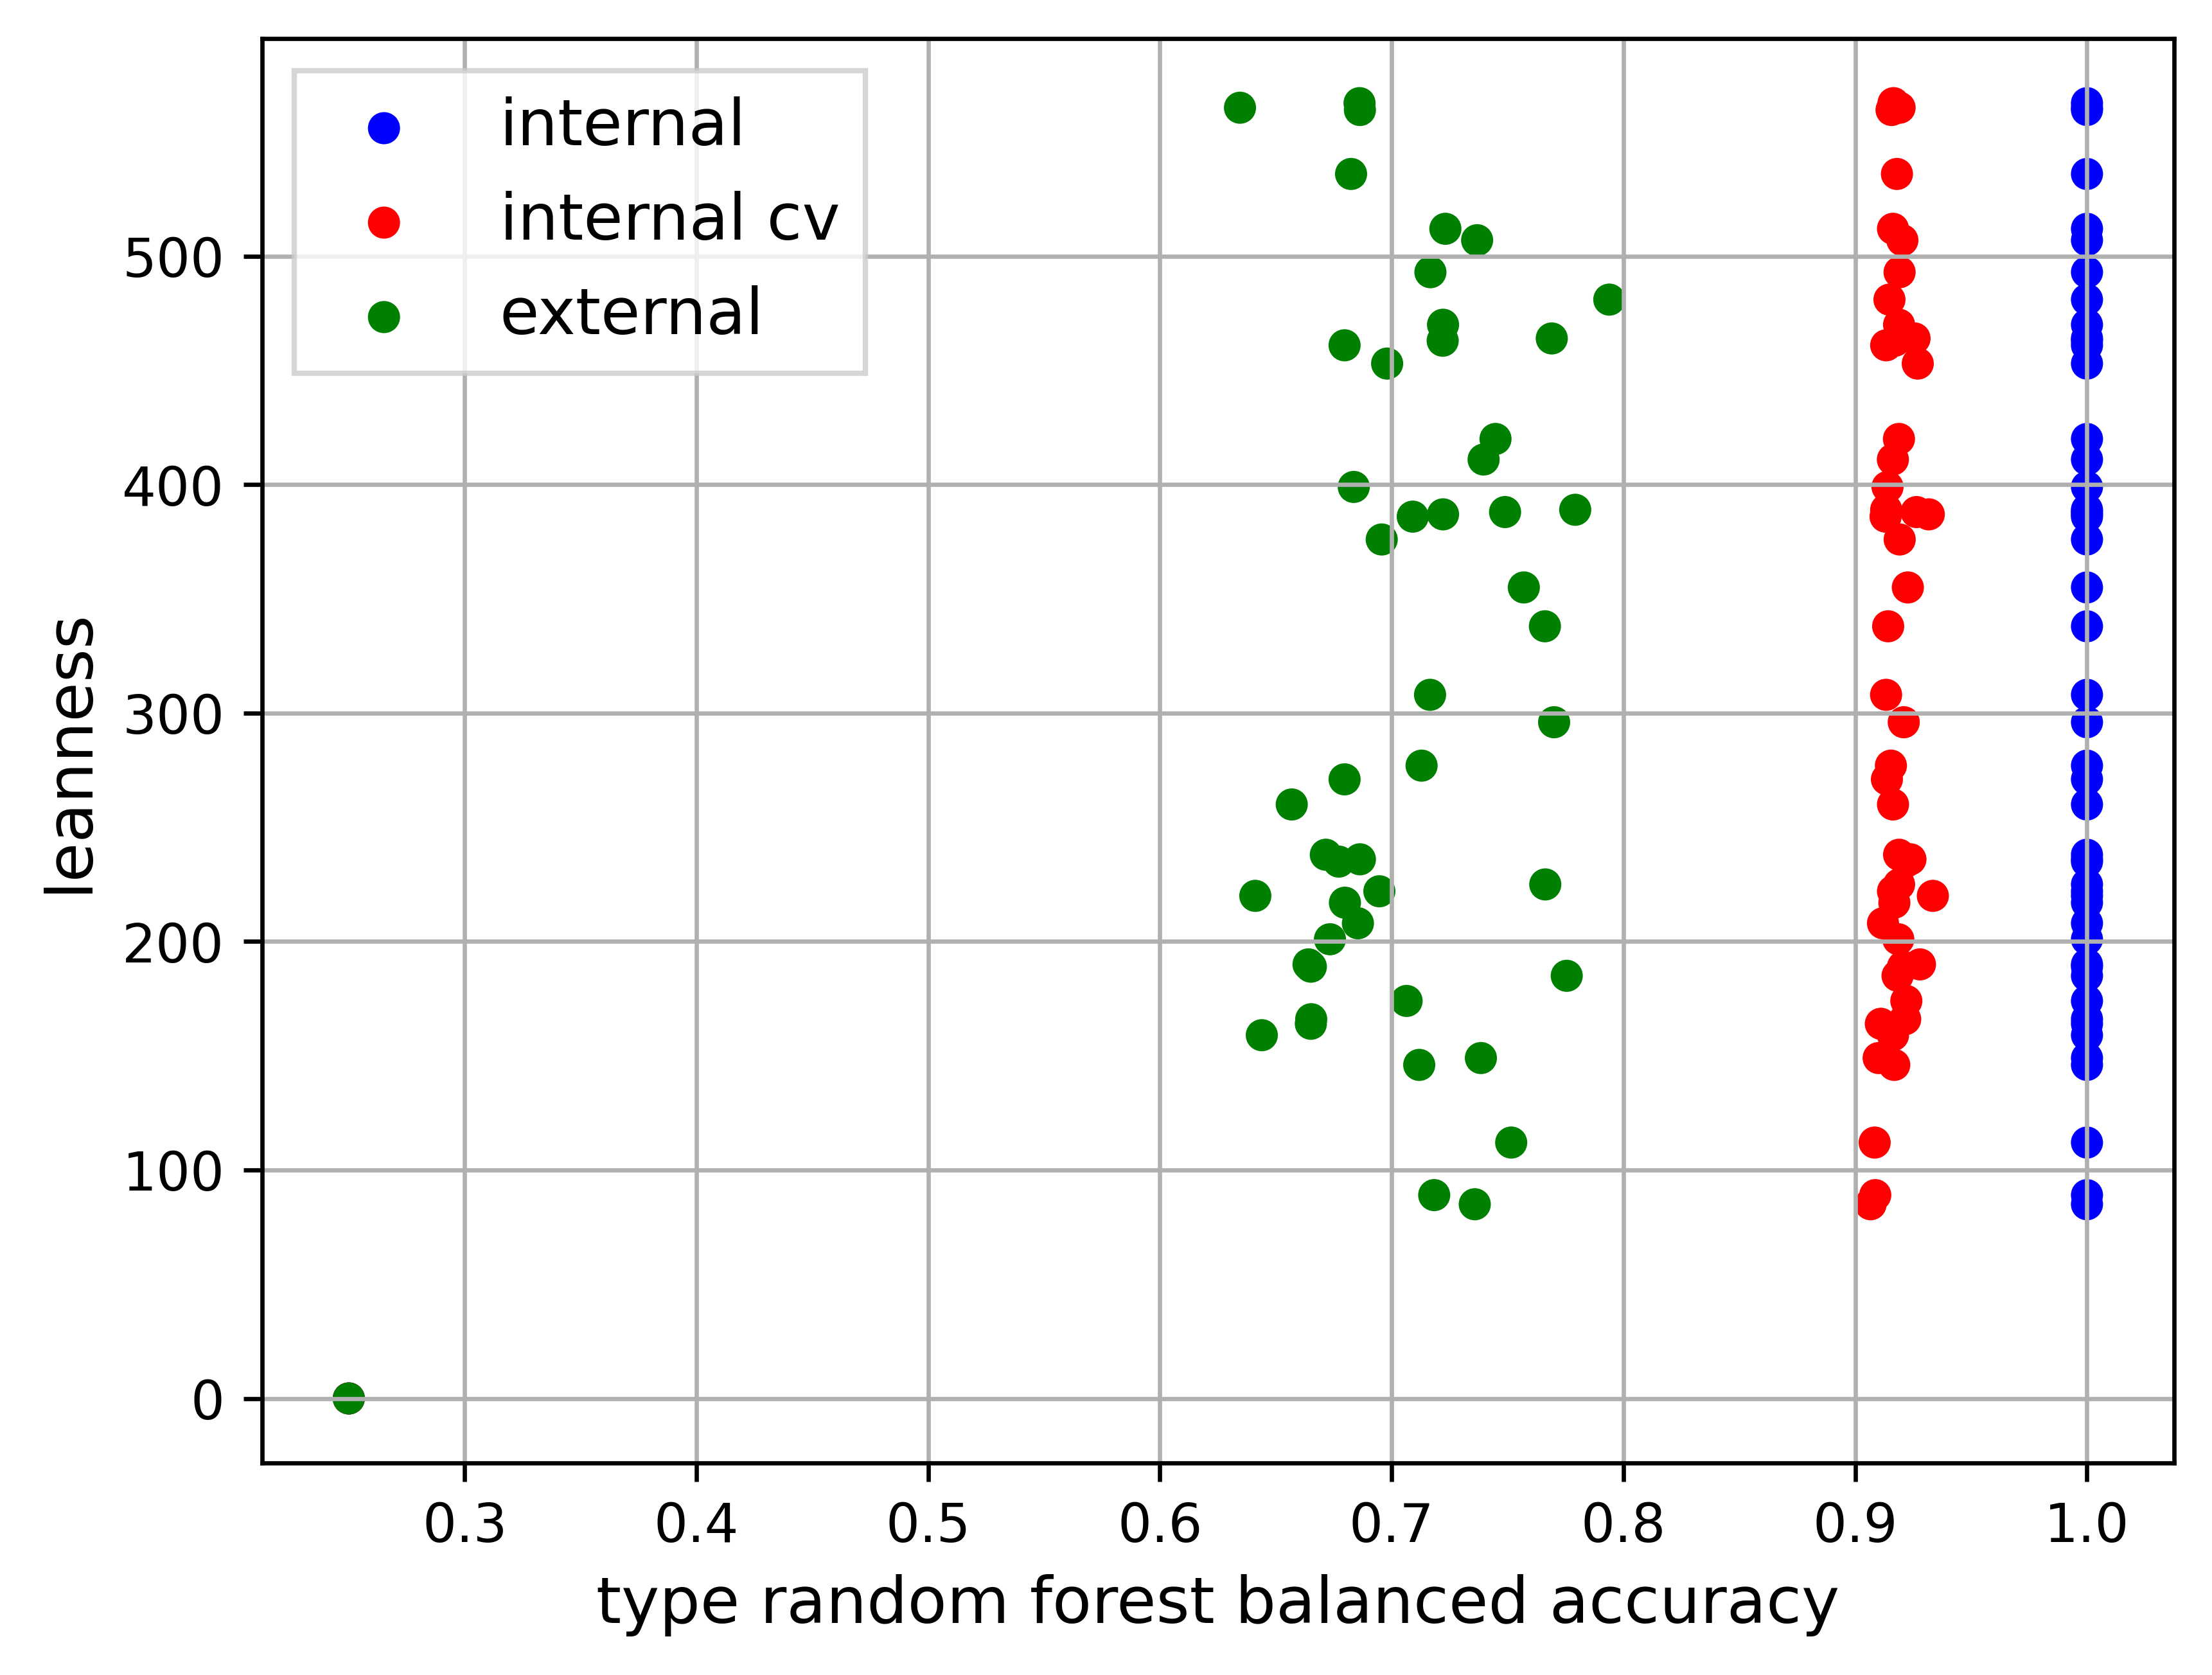 internal
internal cv
external
500
400
300
200
100
0
leanness
0.3 0.4 0.5 0.6 0.7 0.8 0.9 1.0
type random forest balanced accuracy